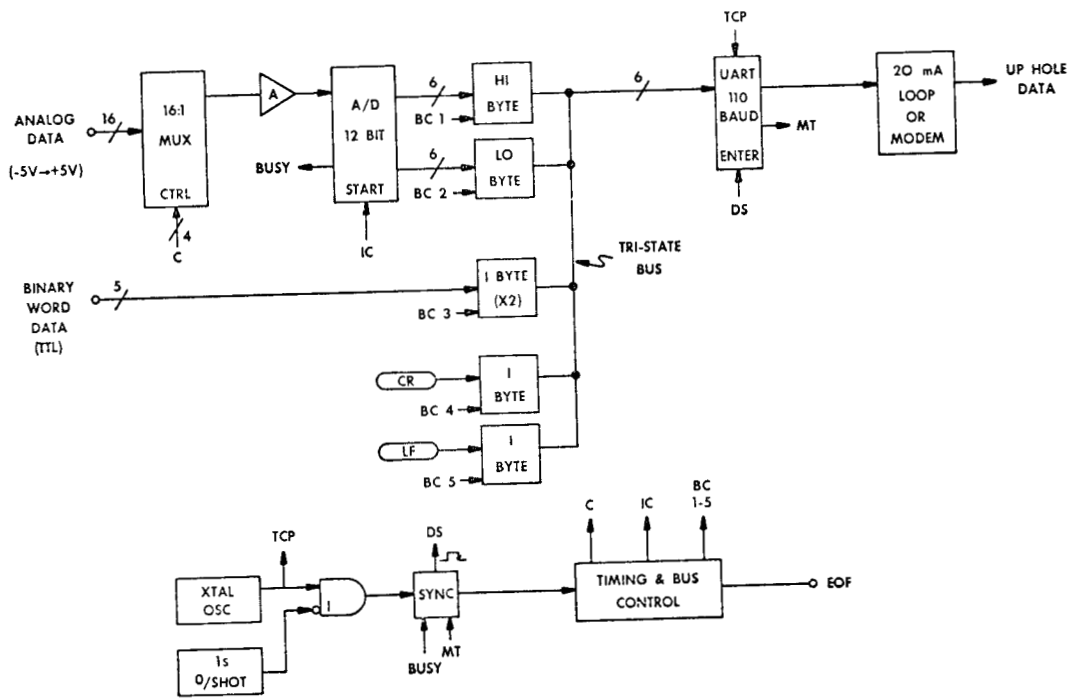 TCP
16
16:1
MUX
CTRL
4
C
ANALOG
DATA
(-5V→+5V)
A
A/D
12 BIT
START
BUSY
IC
6
HI
BYTE
BC 1
6
LO
BYTE
BC 2
6
UART
110
BAUD
ENTER
MT
DS
20 mA
LOOP
OR
MODEM
UP HOLE
DATA
TRI-STATE
BUS
BINARY
WORD
DATA
(TTL)
5
1 BYTE
(X2)
BC 3
CR
1
BYTE
BC 4
LF
1
BYTE
BC 5
TCP
XTAL
OSC
1
1s
0/SHOT
DS
SYNC
BUSY
MT
C
IC
BC
1-5
TIMING & BUS
CONTROL
EOF